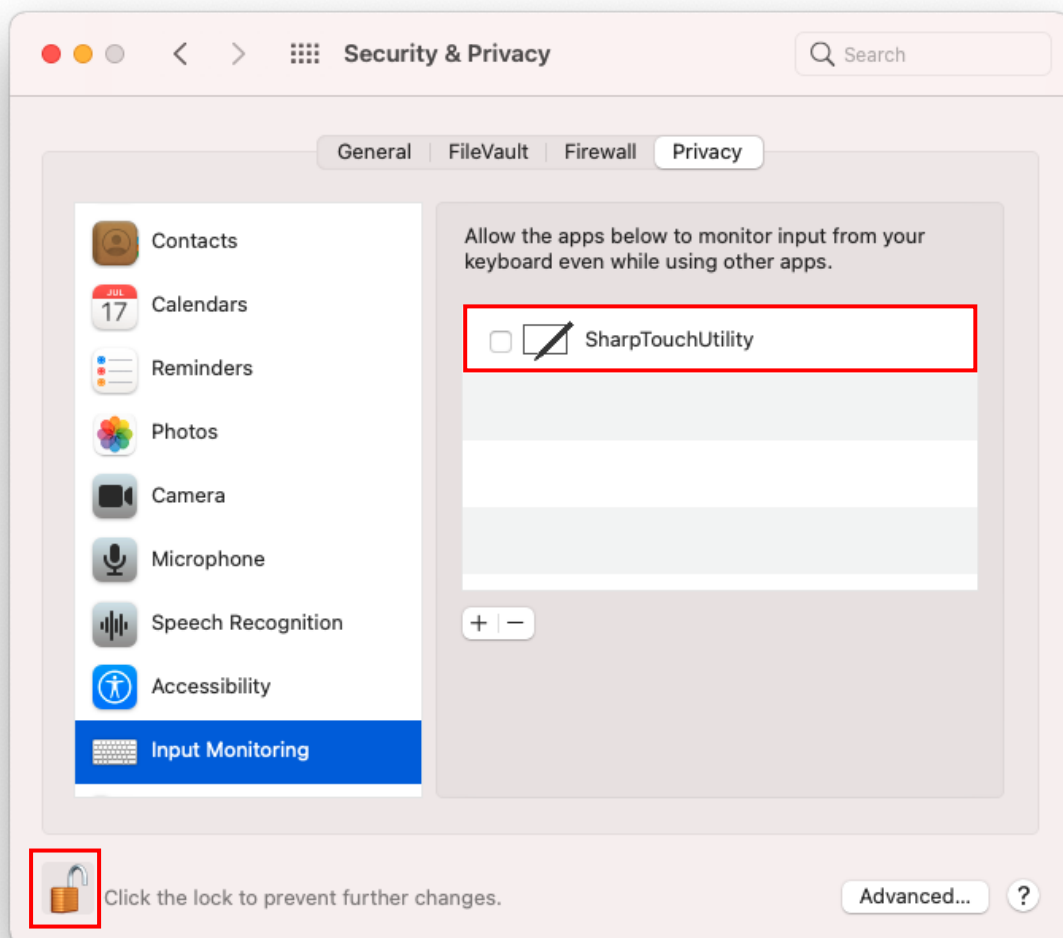 Security & Privacy
Search
General
FileVault
Firewall
Privacy
Contacts
JUL
17
Calendars
Reminders
Photos
Camera
Microphone
Speech Recognition
Accessibility
Input Monitoring
Allow the apps below to monitor input from your
keyboard even while using other apps.
SharpTouchUtility
+ −
Click the lock to prevent further changes.
Advanced...
?